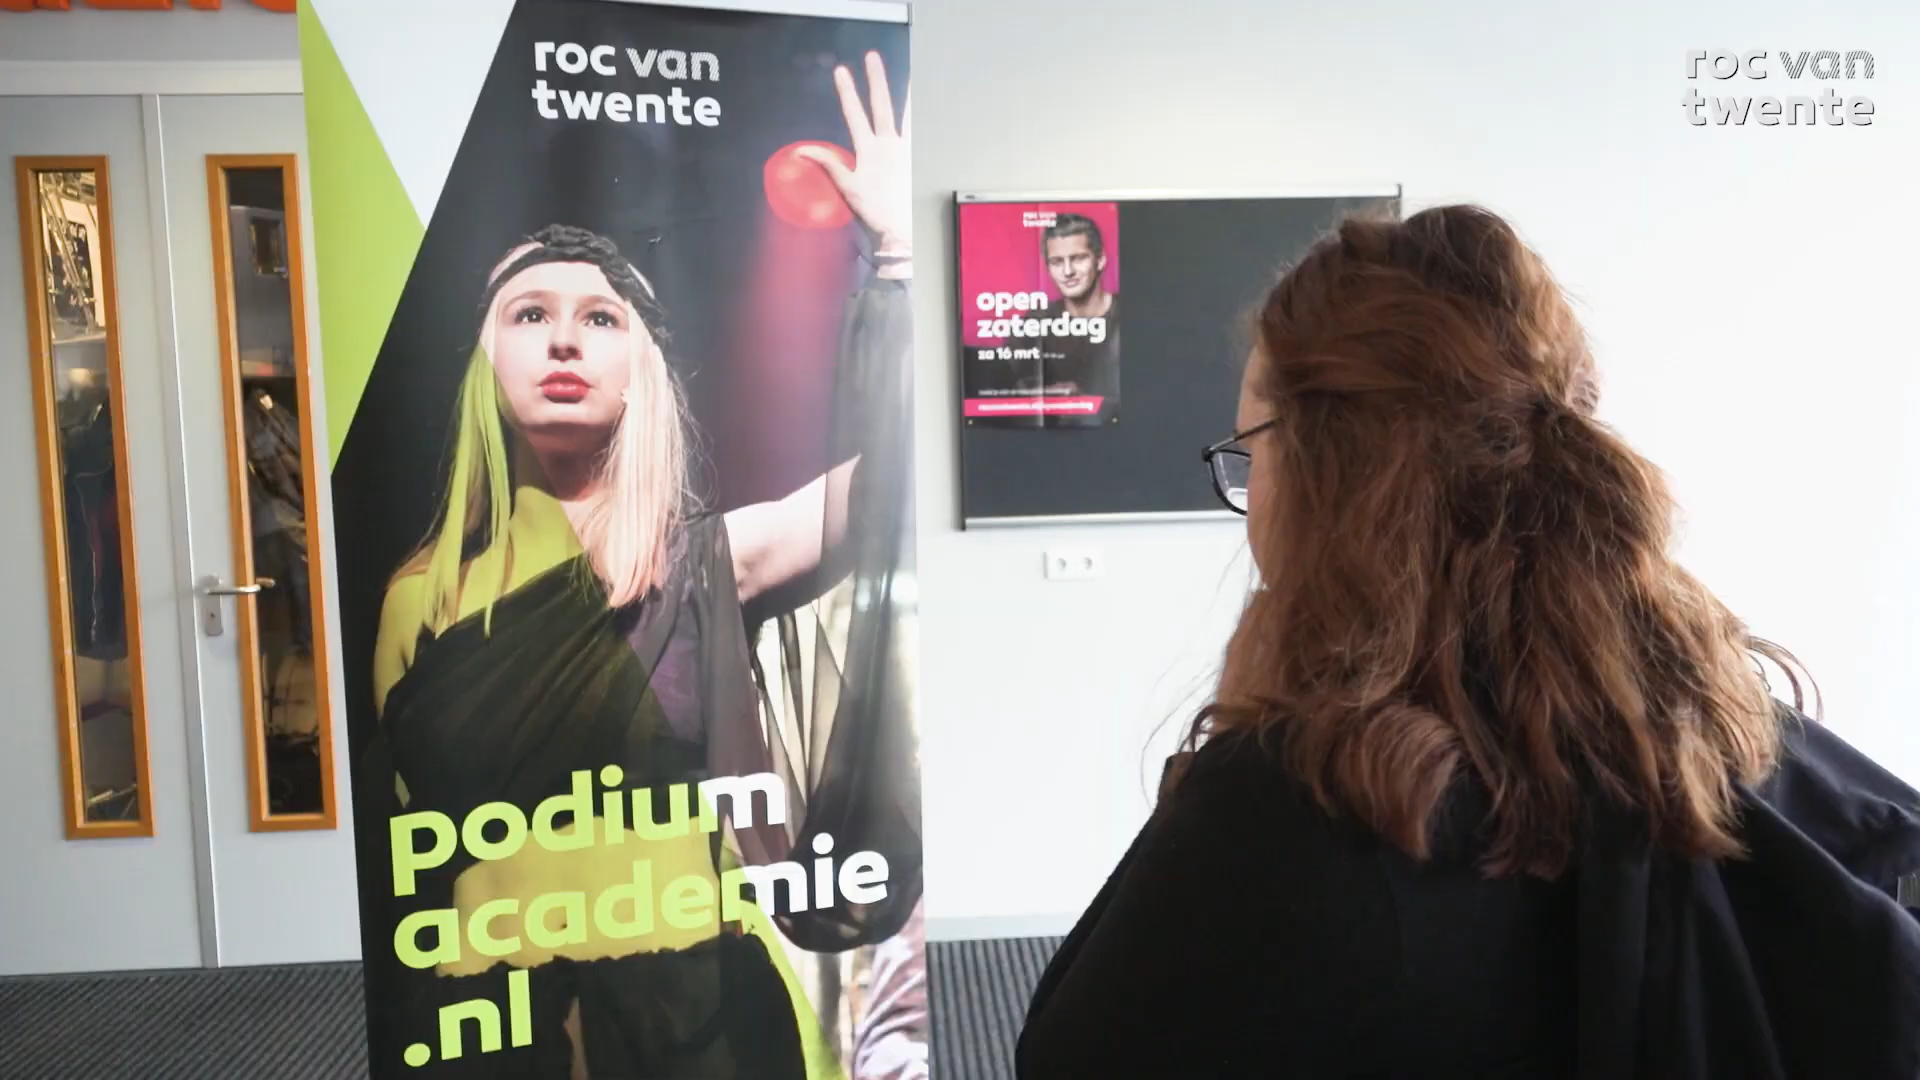 roc van
twente
podium
academie
.nl
roc van
twente
open
zaterdag
za 16 mrt
roc van
twente